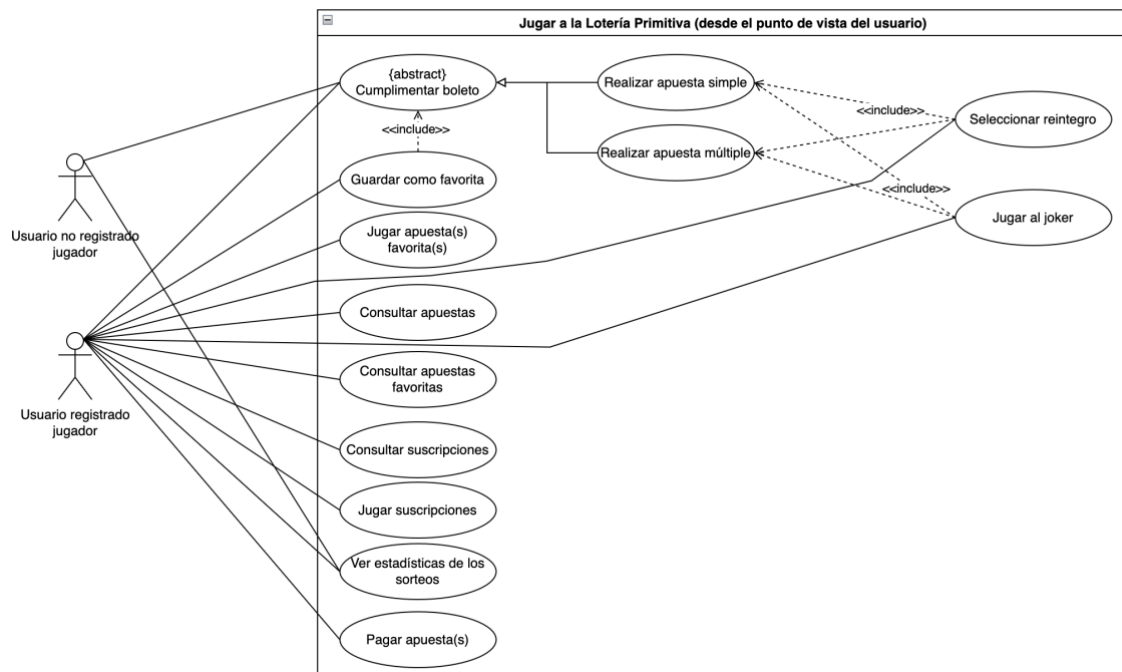 Jugar a la Lotería Primitiva (desde el punto de vista del usuario)
{abstract}
Cumplimentar boleto
Realizar apuesta simple
<<include>>
Seleccionar reintegro
<<include>>
Realizar apuesta múltiple
Guardar como favorita
<<include>>
Jugar al joker
Usuario no registrado
jugador
Jugar apuesta(s)
favorita(s)
Consultar apuestas
Consultar apuestas
favoritas
Usuario registrado
jugador
Consultar suscripciones
Jugar suscripciones
Ver estadísticas de los
sorteos
Pagar apuesta(s)